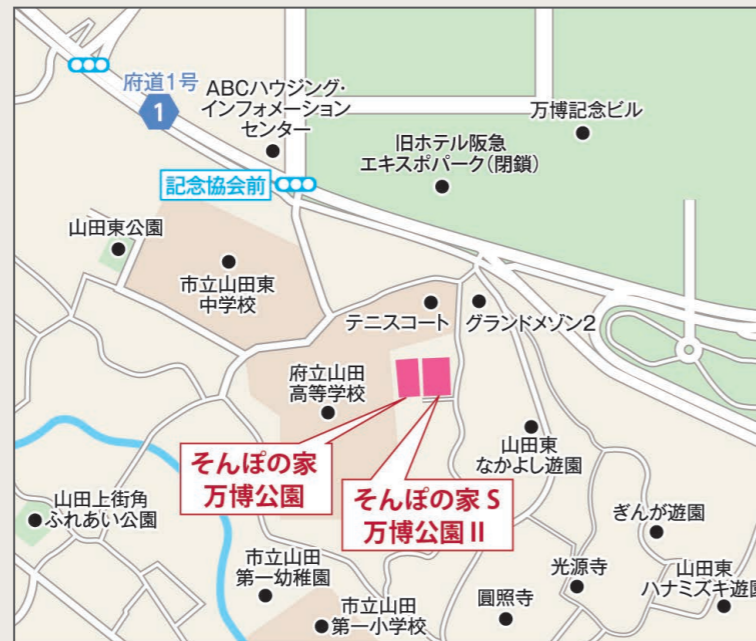 府道1号
1
ABCハウジング・
インフォメーション
センター
万博記念ビル
旧ホテル阪急
エキスポパーク(閉鎖)
記念協会前
山田東公園
市立山田東
中学校
テニスコート
グランドメゾン2
府立山田
高等学校
そんぽの家
万博公園
そんぽの家 S
万博公園 II
山田東
なかよし遊園
山田上街角
ふれあい公園
ぎんが遊園
市立山田
第一幼稚園
光源寺
山田東
ハナミズキ遊園
圓照寺
市立山田
第一小学校